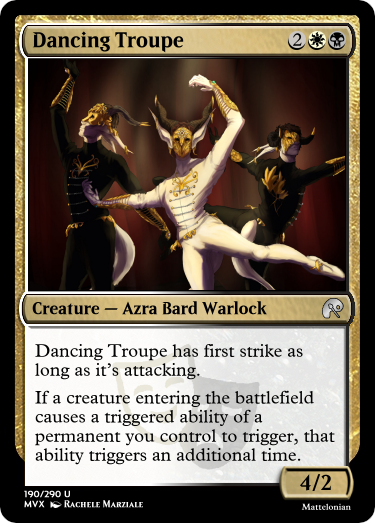 Dancing Troupe 2
Creature — Azra Bard Warlock
Dancing Troupe has first strike as
long as it's attacking.
If a creature entering the battlefield
causes a triggered ability of a
permanent you control to trigger, that
ability triggers an additional time.
4/2
190/290 U
MVX Rachele Marziale
Mattelonian